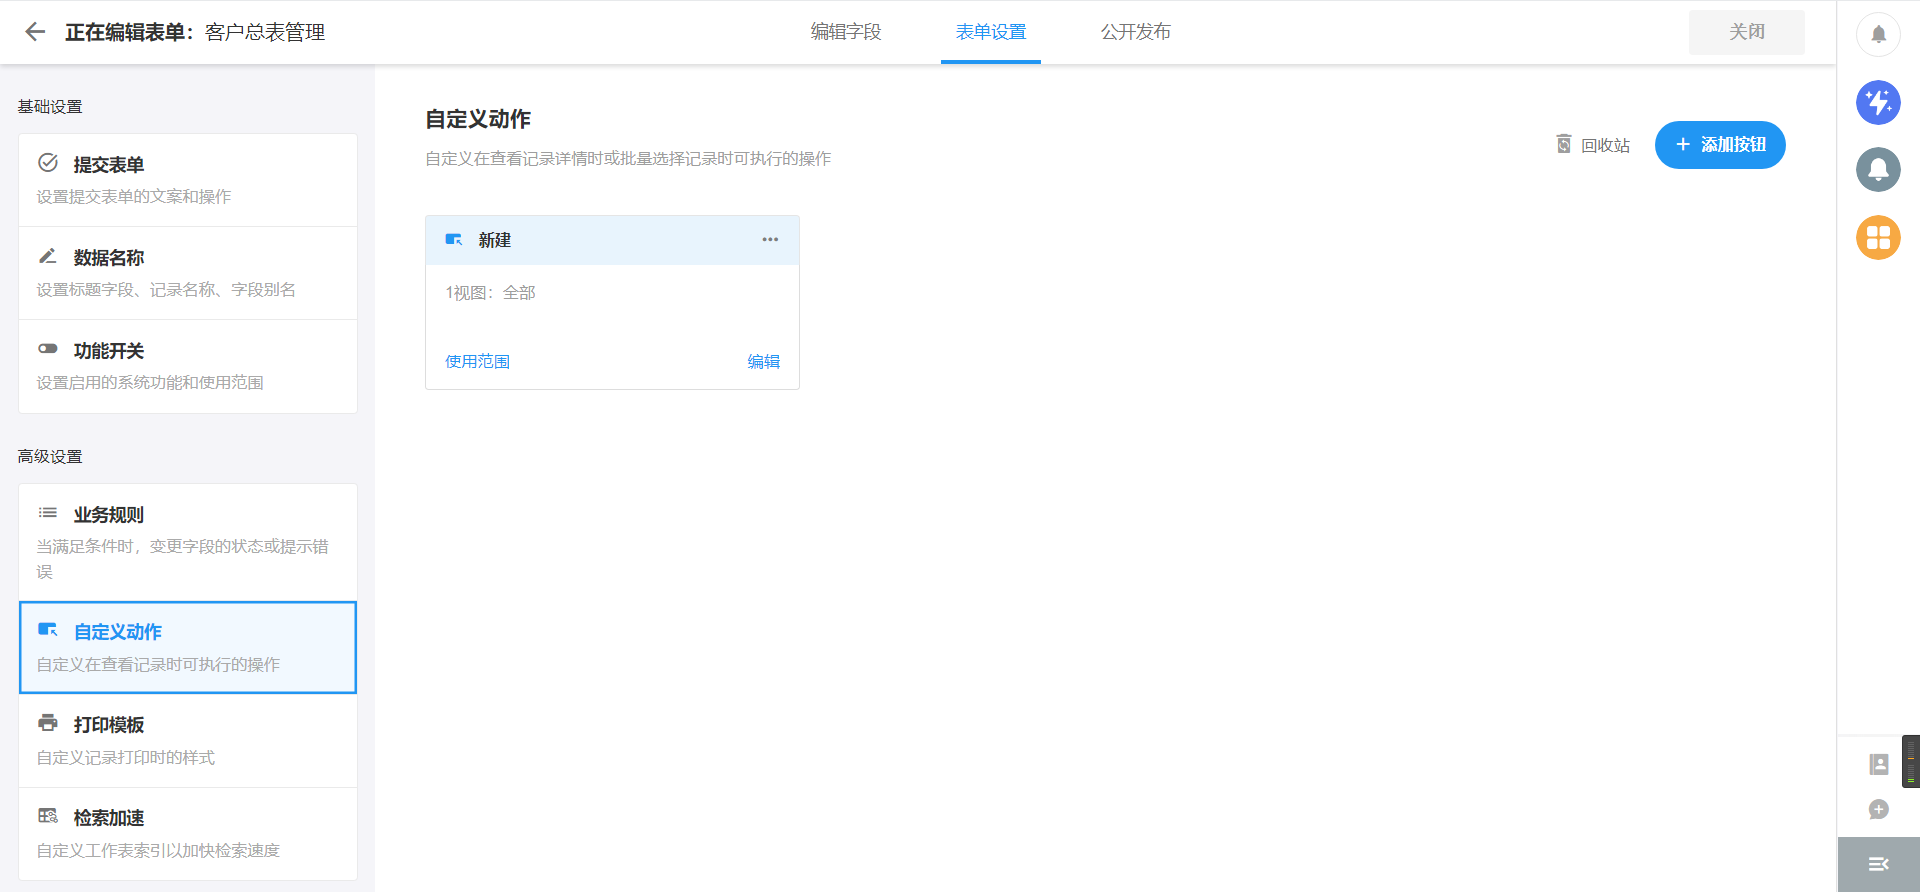 正在编辑表单：客户总表管理
编辑字段
表单设置
公开发布
关闭
基础设置
提交表单
设置提交表单的文案和操作
数据名称
设置标题字段、记录名称、字段别名
功能开关
设置启用的系统功能和使用范围
高级设置
业务规则
当满足条件时，变更字段的状态或提示错
误
自定义动作
自定义在查看记录时可执行的操作
打印模板
自定义记录打印时的样式
检索加速
自定义工作表索引以加快检索速度
自定义动作
自定义在查看记录详情时或批量选择记录时可执行的操作
回收站
+ 添加按钮
新建
1视图：全部
使用范围
编辑